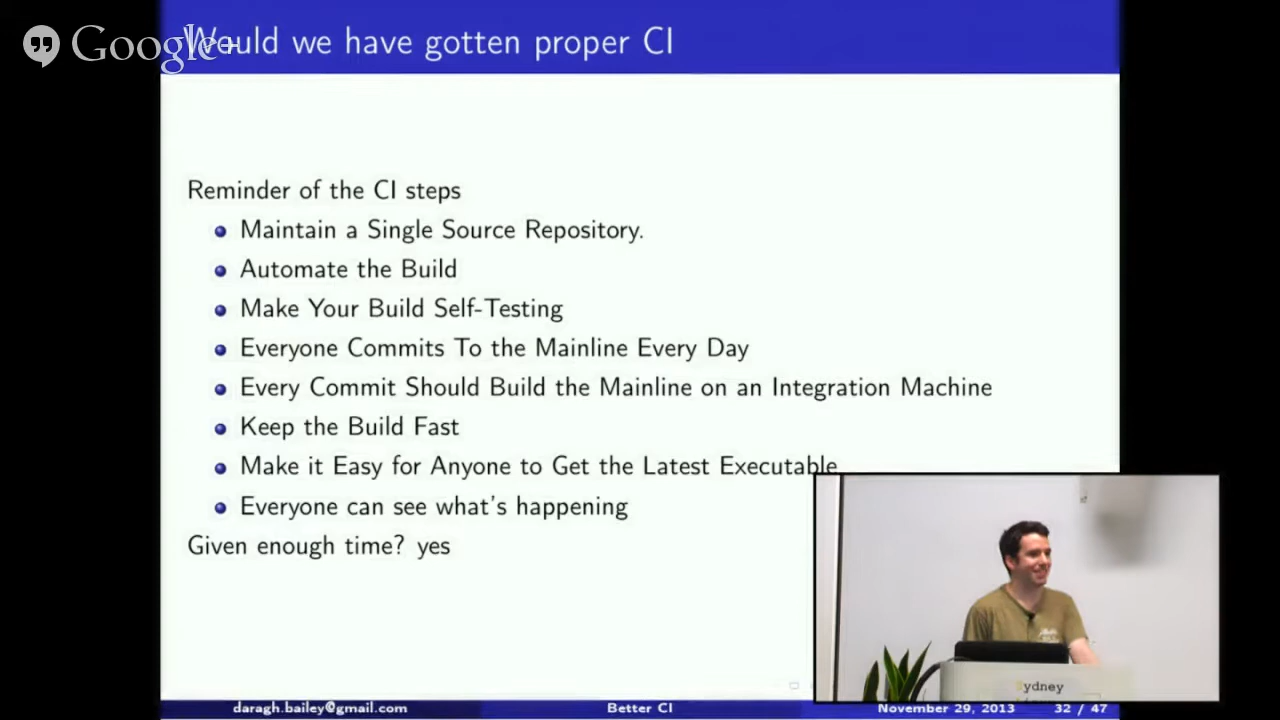 Google+
Would we have gotten proper CI
Reminder of the CI steps
Maintain a Single Source Repository.
Automate the Build
Make Your Build Self-Testing
Everyone Commits To the Mainline Every Day
Every Commit Should Build the Mainline on an Integration Machine
Keep the Build Fast
Make it Easy for Anyone to Get the Latest Executable
Everyone can see what's happening
Given enough time? yes
Sydney
daragh.bailey@gmail.com Better CI November 29, 2013 32 / 47